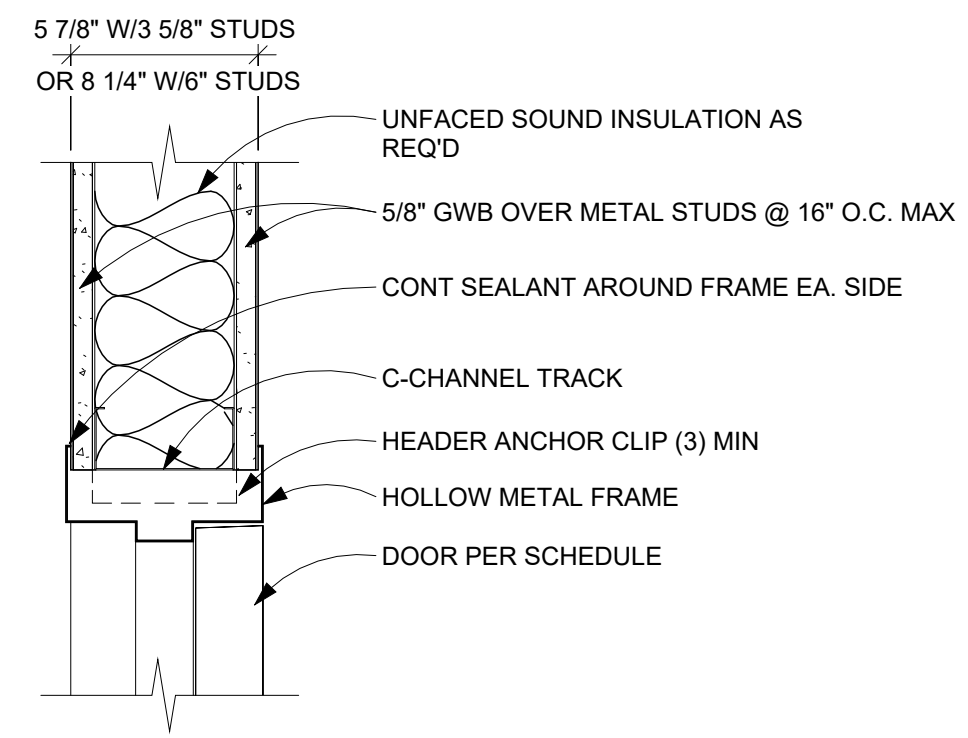 5 7/8" W/3 5/8" STUDS
OR 8 1/4" W/6" STUDS
UNFACED SOUND INSULATION AS
REQ'D
5/8" GWB OVER METAL STUDS @ 16" O.C. MAX
CONT SEALANT AROUND FRAME EA. SIDE
C-CHANNEL TRACK
HEADER ANCHOR CLIP (3) MIN
HOLLOW METAL FRAME
DOOR PER SCHEDULE